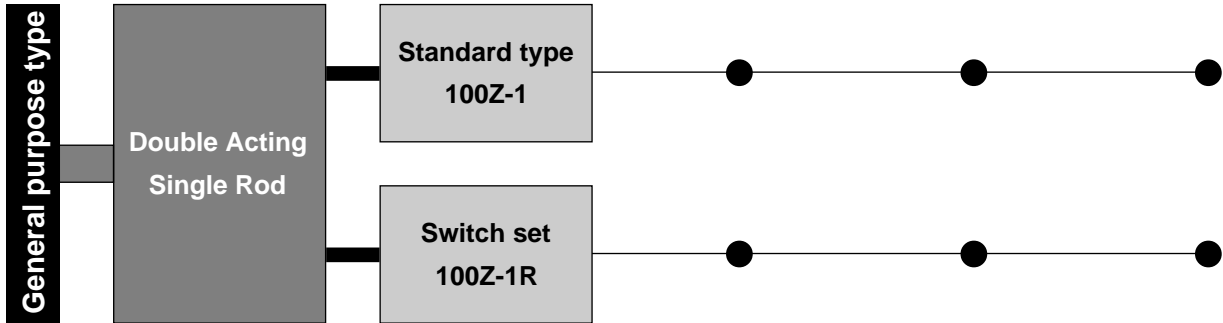 General purpose type
Double Acting
Single Rod
Standard type
100Z-1
Switch set
100Z-1R